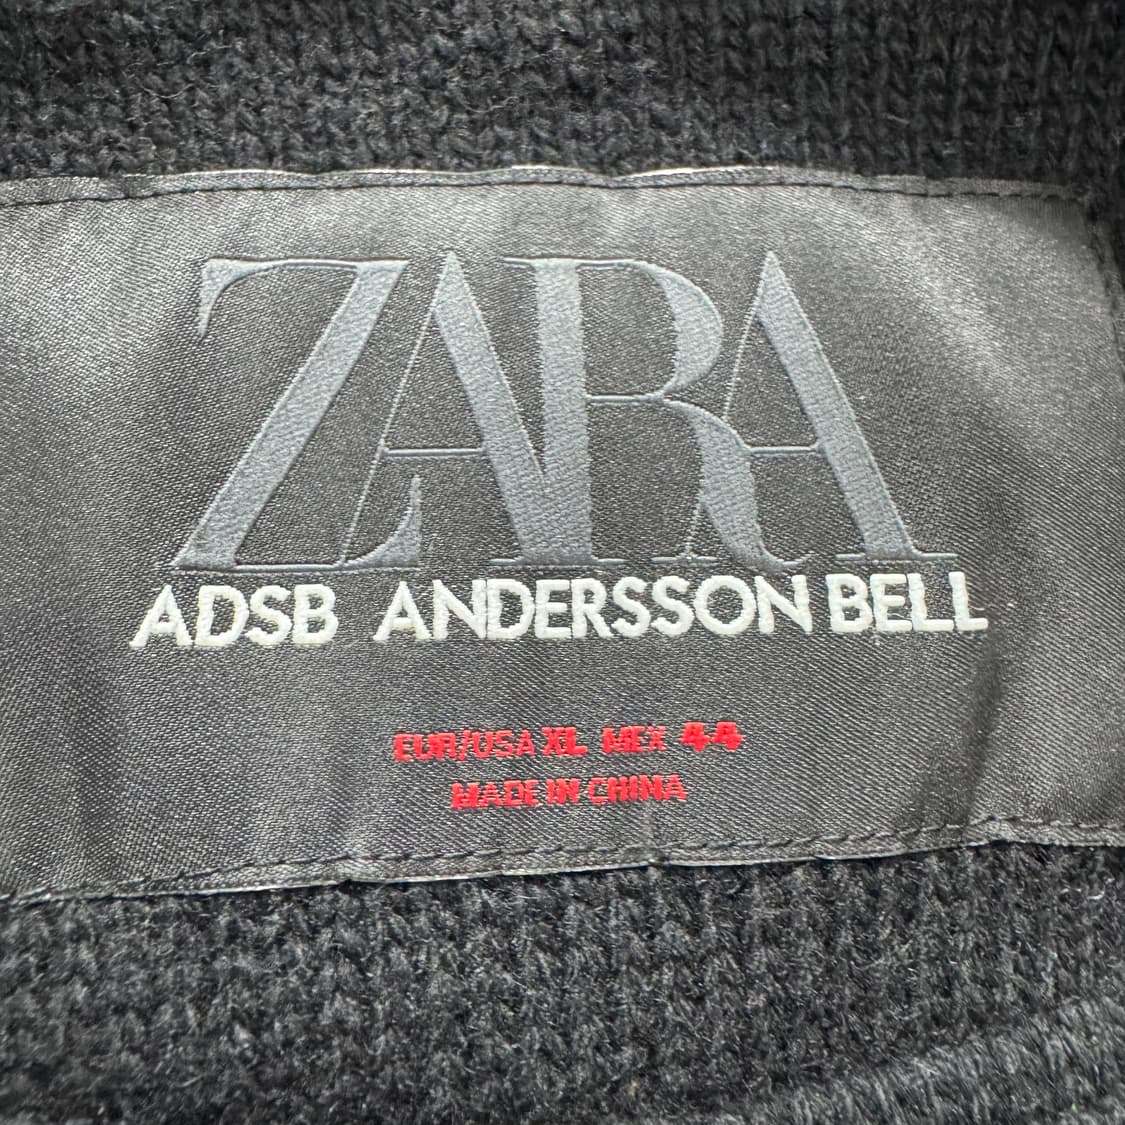 ZARA
ADSB ANDERSSON BELL
EUR/USA XL MEX 44
MADE IN CHINA